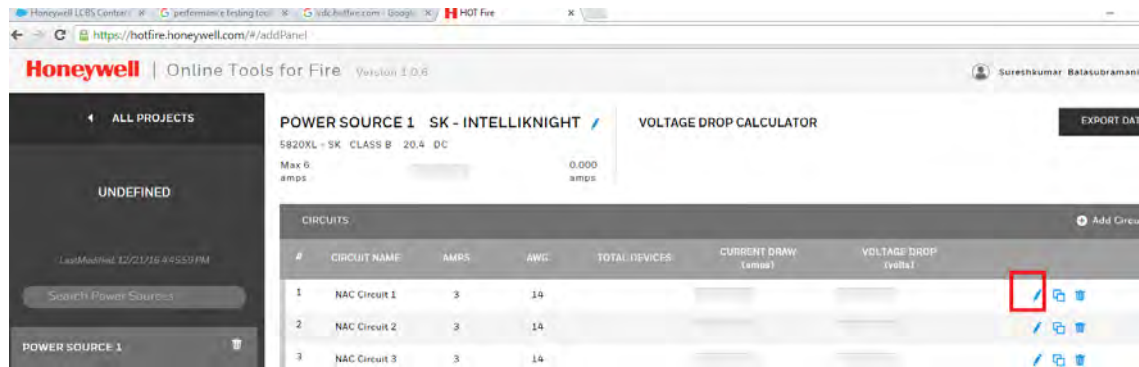 Honeywell LCBS Contars
G performance testing tool
G vdc.hotfire.com - Googl
HOT Fire
https://hotfire.honeywell.com/#/addPanel
Honeywell | Online Tools for Fire Version 1.0.6
Sureshkumar Balasubramani
ALL PROJECTS
POWER SOURCE 1 SK - INTELLIKNIGHT
VOLTAGE DROP CALCULATOR
EXPORT DAT
5820XL - SK CLASS B 20.4 DC
Max 6 amps
0.000 amps
UNDEFINED
CIRCUITS
Add Circu
LastModified 12/21/16 4:45:59 PM
# CIRCUIT NAME AMPS AWG TOTAL DEVICES CURRENT DRAW (amps) VOLTAGE DROP (volts)
Search Power Sources
1 NAC Circuit 1 3 14
2 NAC Circuit 2 3 14
POWER SOURCE 1
3 NAC Circuit 3 3 14